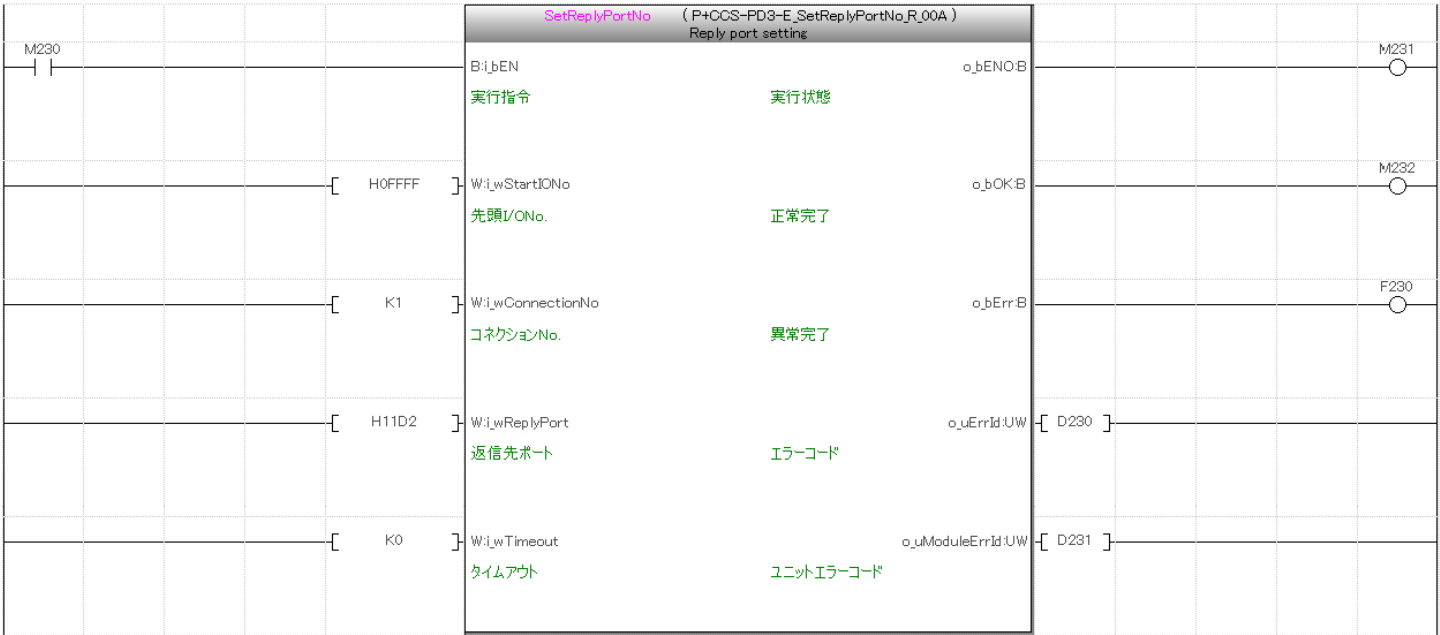 SetReplyPortNo (P+CCS-PD3-E_SetReplyPortNo_R_00A)
Reply port setting
M230
M231
B:i_bEN
o_bENO:B
実行指令
実行状態
M232
H0FFFF
W:i_wStartIONo
o_bOK:B
先頭I/ONo.
正常完了
F230
K1
W:i_wConnectionNo
o_bErr:B
コネクションNo.
異常完了
H11D2
W:i_wReplyPort
o_uErrId:UW
D230
返信先ポート
エラーコード
K0
W:i_wTimeout
o_uModuleErrId:UW
D231
タイムアウト
ユニットエラーコード